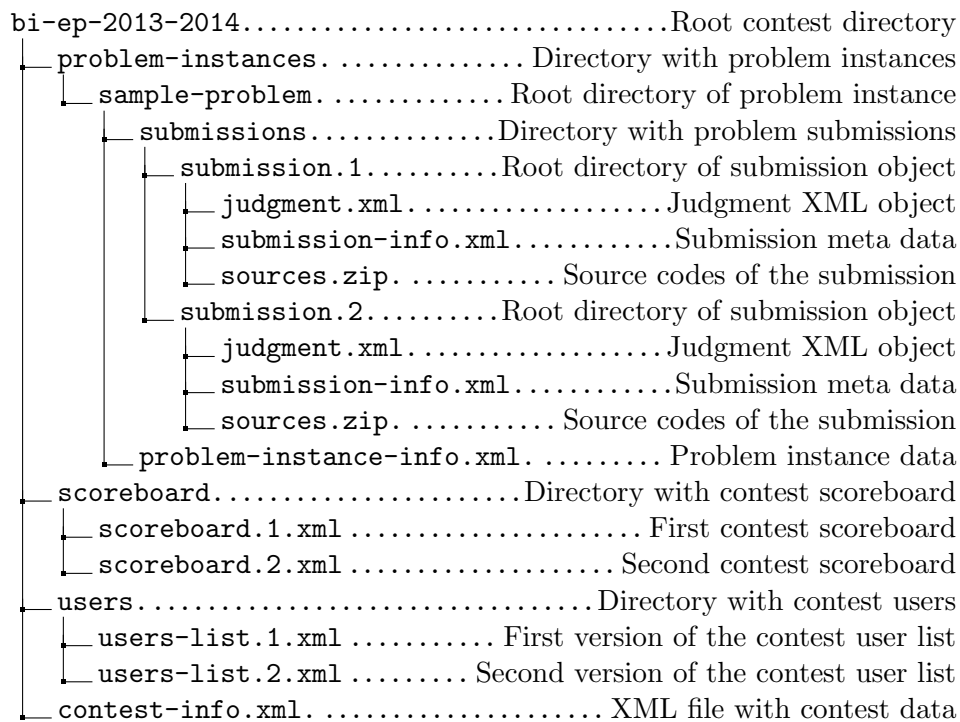 bi-ep-2013-2014.................................Root contest directory
problem-instances. .............. Directory with problem instances
sample-problem. ............. Root directory of problem instance
submissions..............Directory with problem submissions
submission.1..........Root directory of submission object
judgment.xml....................Judgment XML object
submission-info.xml............Submission meta data
sources.zip. ............ Source codes of the submission
submission.2..........Root directory of submission object
judgment.xml....................Judgment XML object
submission-info.xml............Submission meta data
sources.zip. ............ Source codes of the submission
problem-instance-info.xml. ......... Problem instance data
scoreboard.......................Directory with contest scoreboard
scoreboard.1.xml ....................... First contest scoreboard
scoreboard.2.xml ..................... Second contest scoreboard
users...................................Directory with contest users
users-list.1.xml ........... First version of the contest user list
users-list.2.xml ......... Second version of the contest user list
contest-info.xml. ..................... XML file with contest data